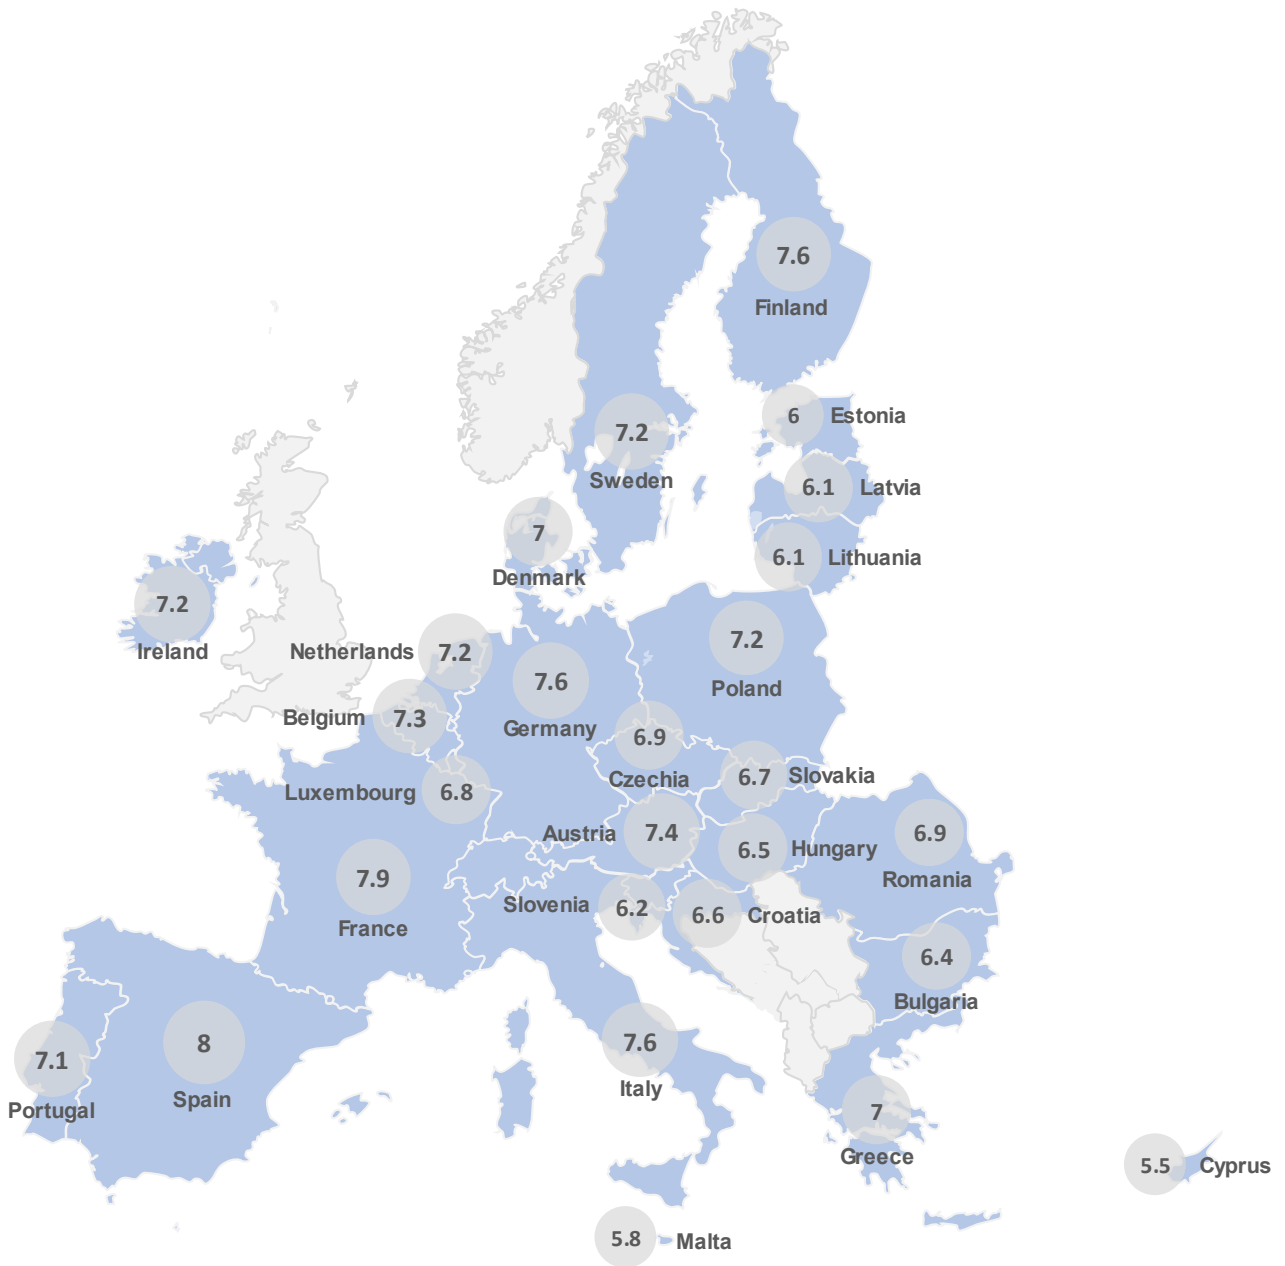 7.6
Finland
6
Estonia
7.2
Sweden
6.1
Latvia
7
Denmark
6.1
Lithuania
7.2
Ireland
Netherlands
7.2
7.2
Poland
7.6
Germany
Belgium
7.3
6.9
Czechia
6.7
Slovakia
Luxembourg
6.8
Austria
7.4
6.5
Hungary
6.9
Romania
7.9
France
Slovenia
6.2
6.6
Croatia
6.4
Bulgaria
7.1
Portugal
8
Spain
7.6
Italy
7
Greece
5.5
Cyprus
5.8
Malta